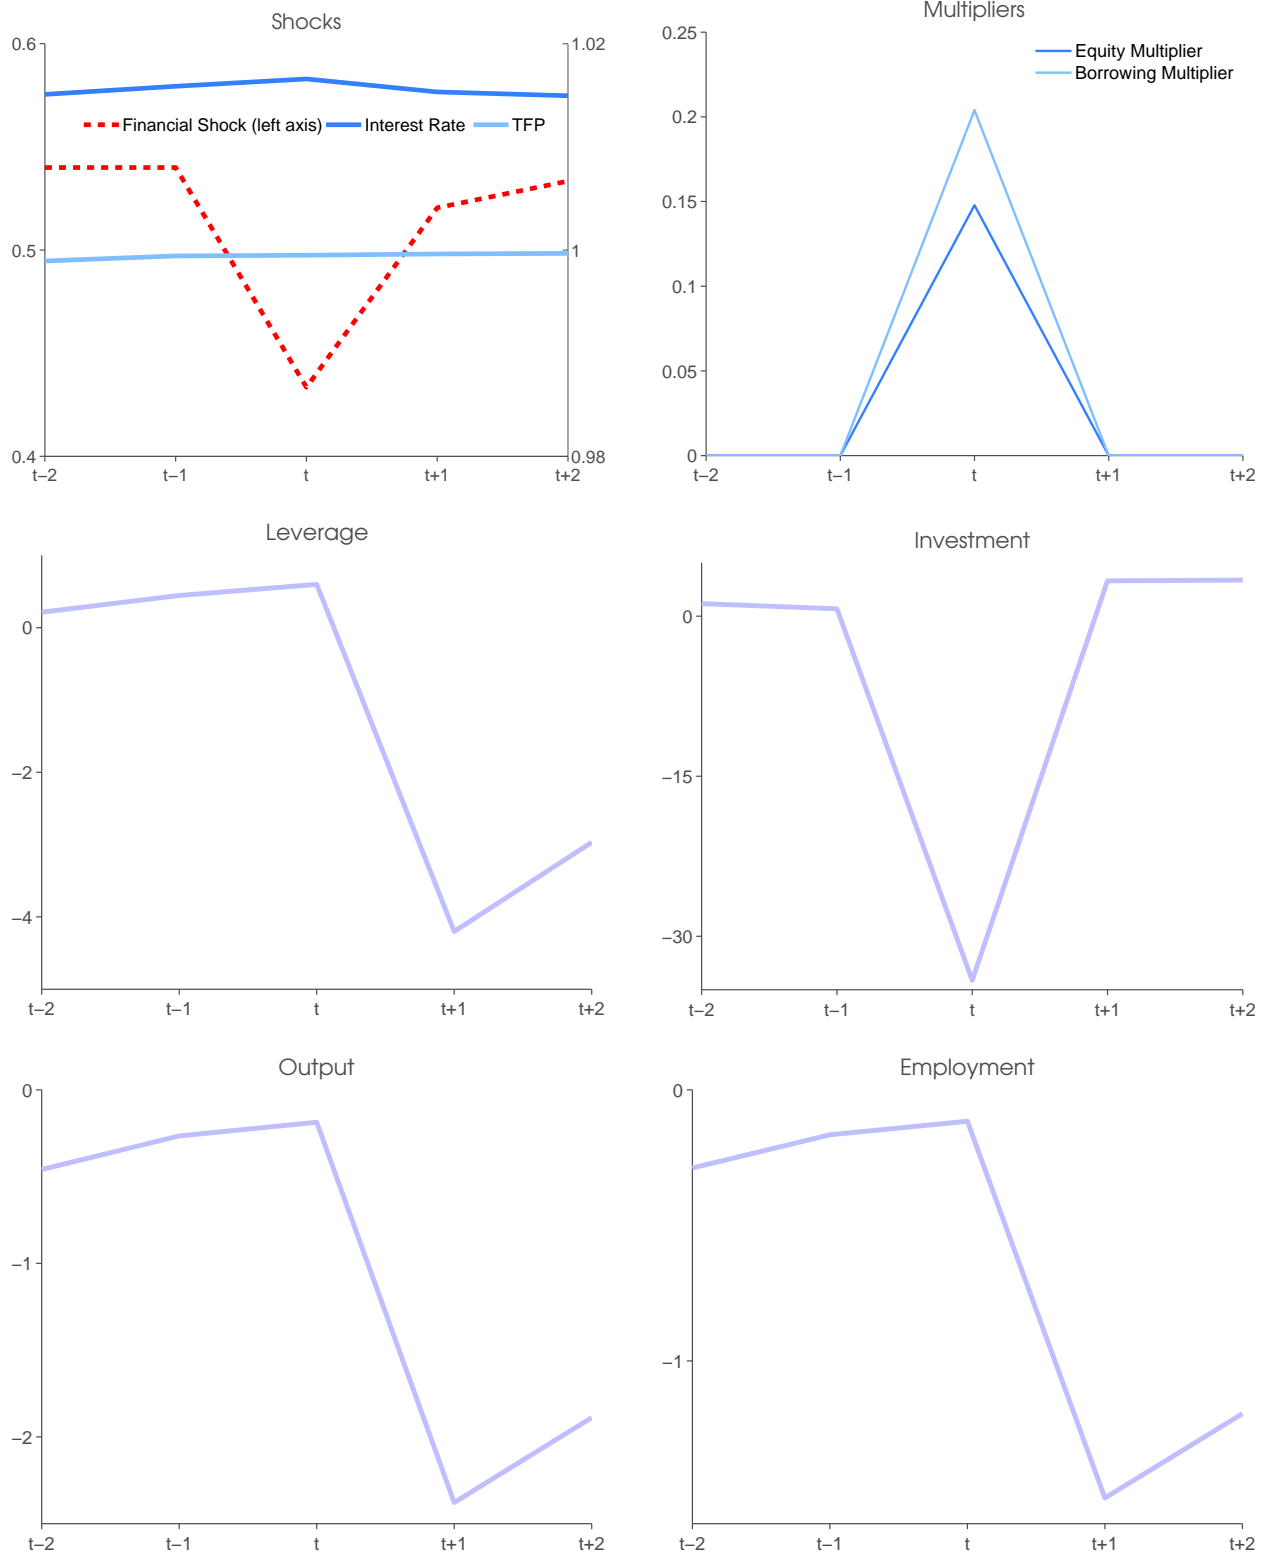 Shocks
0.6
0.5
0.4
1.02
1
0.98
Financial Shock (left axis) Interest Rate TFP
t−2 t−1 t t+1 t+2
Multipliers
0.25
0.2
0.15
0.1
0.05
0
Equity Multiplier
Borrowing Multiplier
t−2 t−1 t t+1 t+2
Leverage
0
−2
−4
t−2 t−1 t t+1 t+2
Investment
0
−15
−30
t−2 t−1 t t+1 t+2
Output
0
−1
−2
t−2 t−1 t t+1 t+2
Employment
0
−1
t−2 t−1 t t+1 t+2